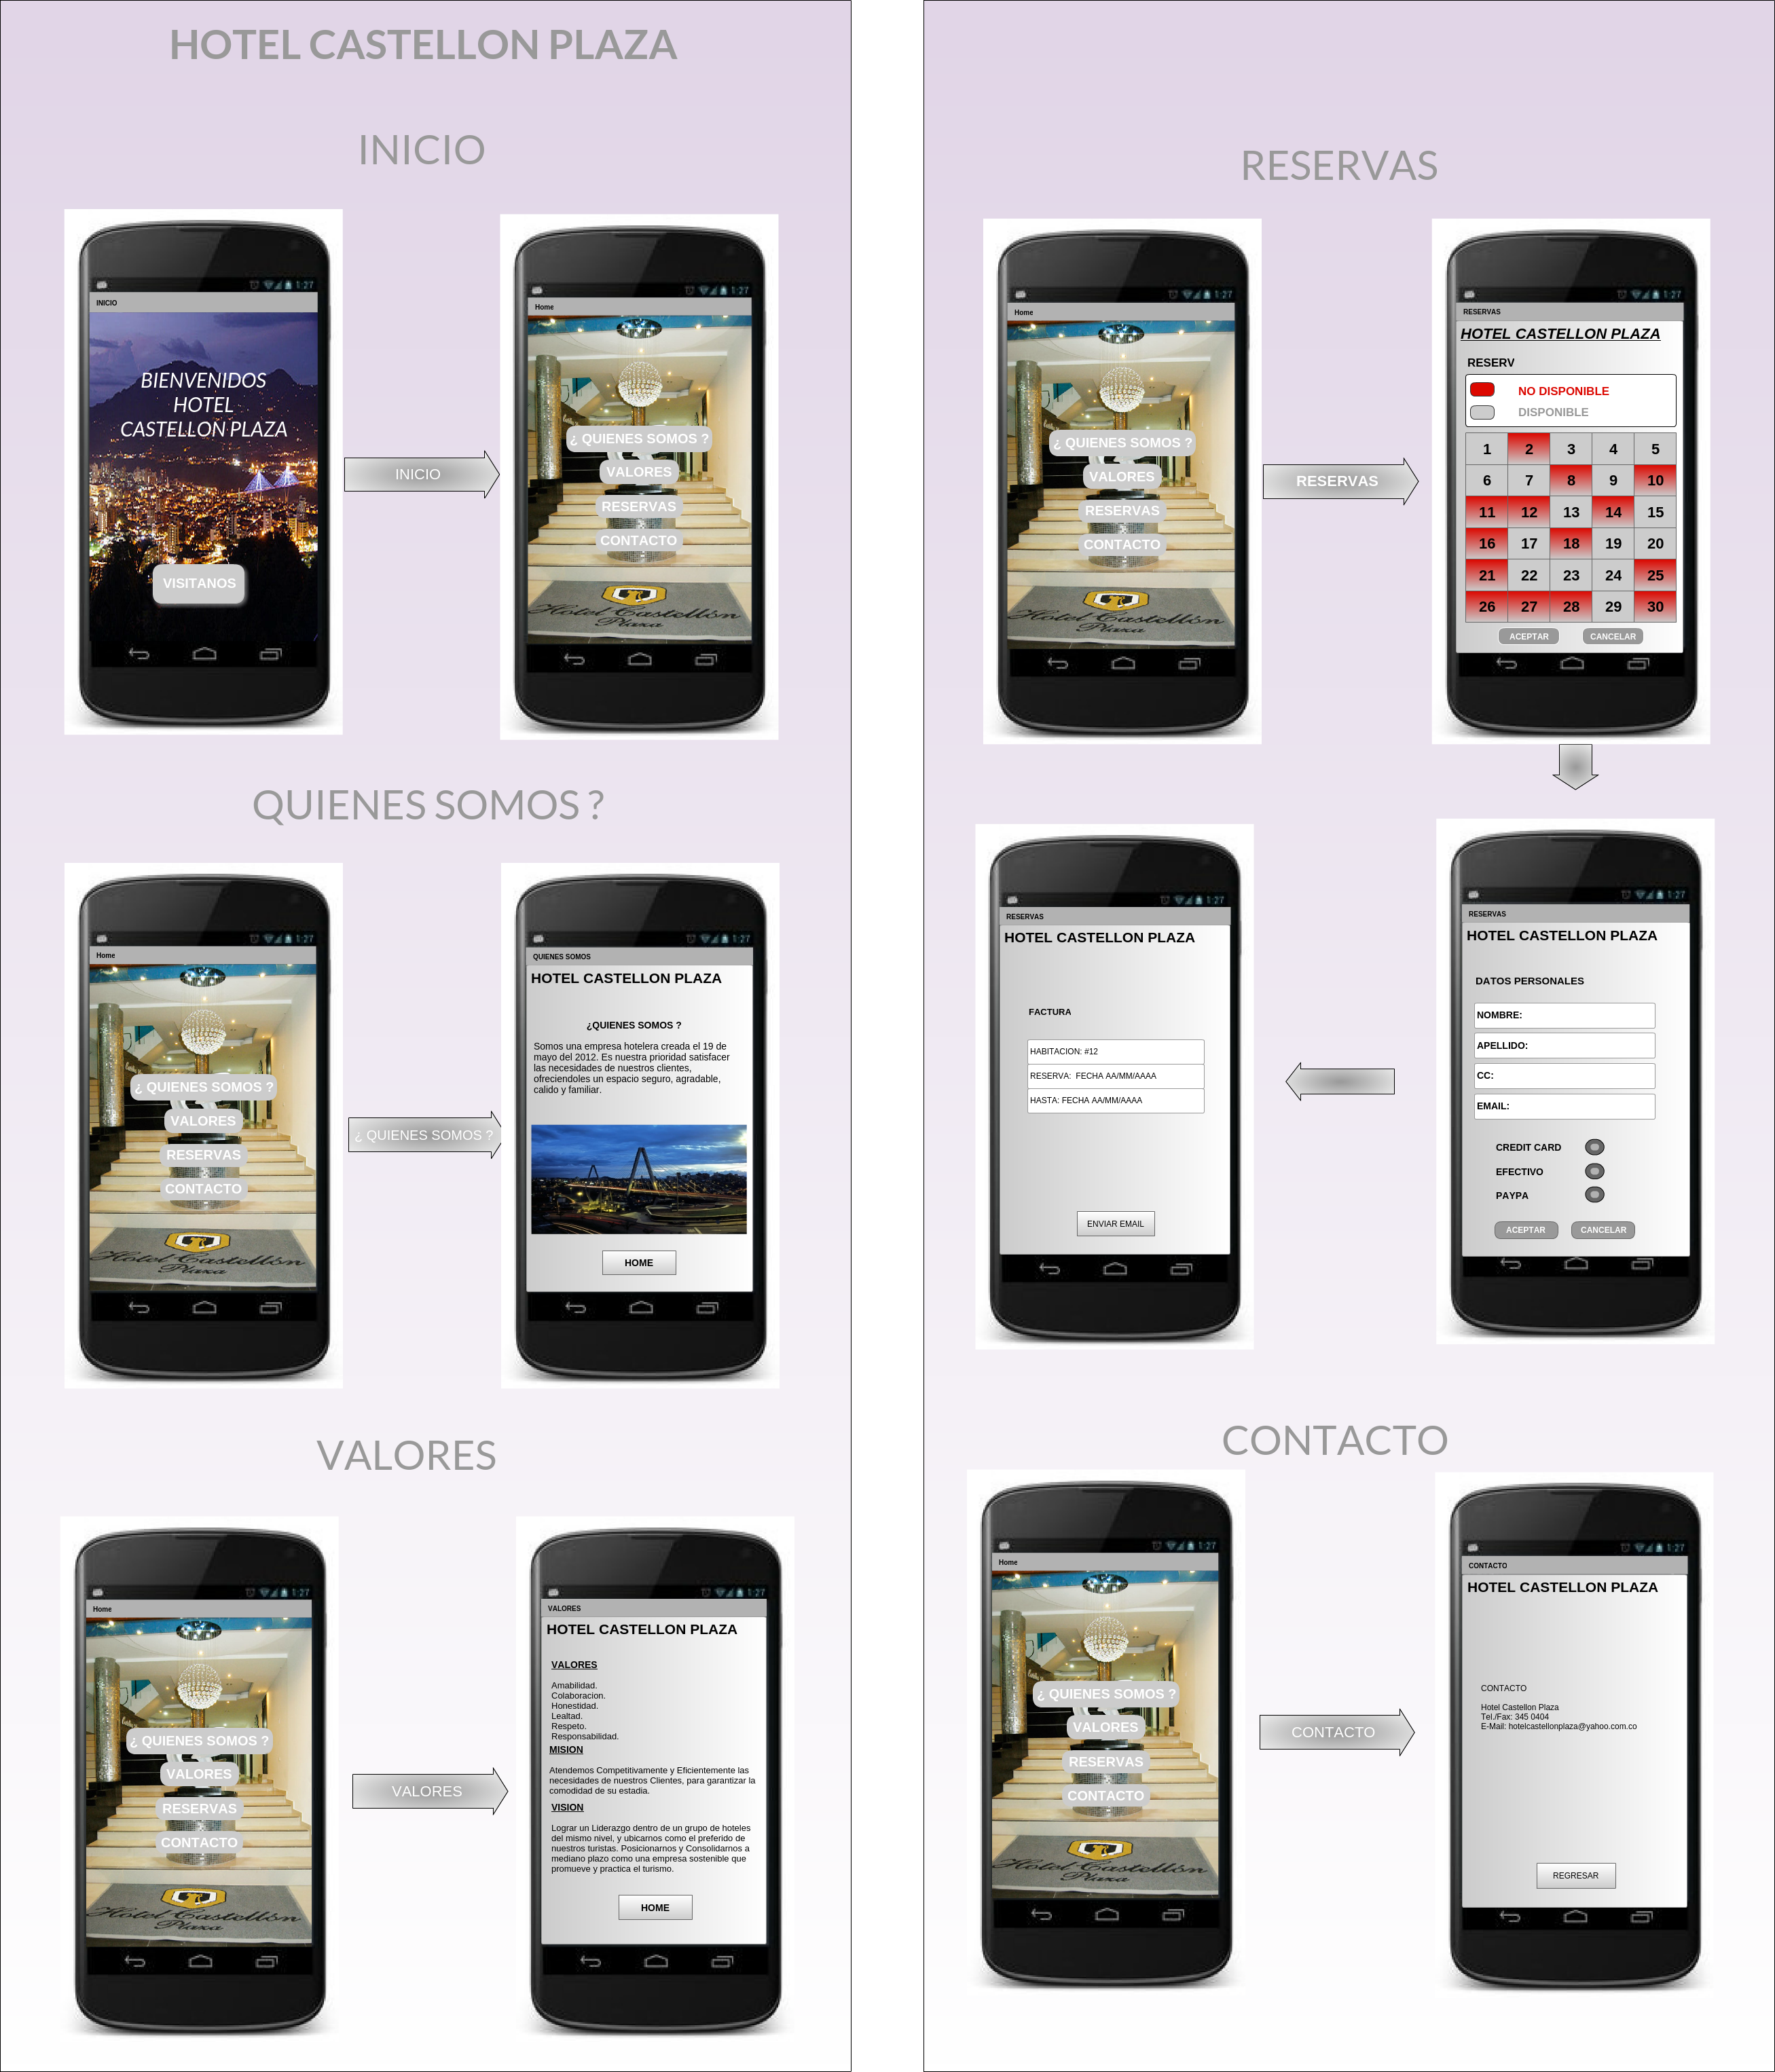 HOTEL CASTELLON PLAZA
INICIO
1:27
INICIO
BIENVENIDOS
HOTEL
CASTELLON PLAZA
VISITANOS
INICIO
1:27
Home
¿ QUIENES SOMOS ?
VALORES
RESERVAS
CONTACTO
Hotel Castellón
Plaza
QUIENES SOMOS ?
1:27
Home
¿ QUIENES SOMOS ?
VALORES
RESERVAS
CONTACTO
Hotel Castellón
Plaza
¿ QUIENES SOMOS ?
1:27
QUIENES SOMOS
HOTEL CASTELLON PLAZA
¿QUIENES SOMOS ?
Somos una empresa hotelera creada el 19 de
mayo del 2012. Es nuestra prioridad satisfacer
las necesidades de nuestros clientes,
ofreciendoles un espacio seguro, agradable,
calido y familiar.
HOME
VALORES
1:27
Home
¿ QUIENES SOMOS ?
VALORES
RESERVAS
CONTACTO
Hotel Castellón
Plaza
VALORES
1:27
VALORES
HOTEL CASTELLON PLAZA
VALORES
Amabilidad.
Colaboracion.
Honestidad.
Lealtad.
Respeto.
Responsabilidad.
MISION
Atendemos Competitivamente y Eficientemente las
necesidades de nuestros Clientes, para garantizar la
comodidad de su estadia.
VISION
Lograr un Liderazgo dentro de un grupo de hoteles
del mismo nivel, y ubicarnos como el preferido de
nuestros turistas. Posicionarnos y Consolidarnos a
mediano plazo como una empresa sostenible que
promueve y practica el turismo.
HOME
RESERVAS
1:27
Home
¿ QUIENES SOMOS ?
VALORES
RESERVAS
CONTACTO
Hotel Castellón
Plaza
RESERVAS
1:27
RESERVAS
HOTEL CASTELLON PLAZA
RESERV
NO DISPONIBLE
DISPONIBLE
1 2 3 4 5
6 7 8 9 10
11 12 13 14 15
16 17 18 19 20
21 22 23 24 25
26 27 28 29 30
ACEPTAR CANCELAR
1:27
RESERVAS
HOTEL CASTELLON PLAZA
DATOS PERSONALES
NOMBRE:
APELLIDO:
CC:
EMAIL:
CREDIT CARD
EFECTIVO
PAYPA
ACEPTAR CANCELAR
1:27
RESERVAS
HOTEL CASTELLON PLAZA
FACTURA
HABITACION: #12
RESERVA: FECHA AA/MM/AAAA
HASTA: FECHA AA/MM/AAAA
ENVIAR EMAIL
CONTACTO
1:27
Home
¿ QUIENES SOMOS ?
VALORES
RESERVAS
CONTACTO
Hotel Castellón
Plaza
CONTACTO
1:27
CONTACTO
HOTEL CASTELLON PLAZA
CONTACTO
Hotel Castellon Plaza
Tel./Fax: 345 0404
E-Mail: hotelcastellonplaza@yahoo.com.co
REGRESAR